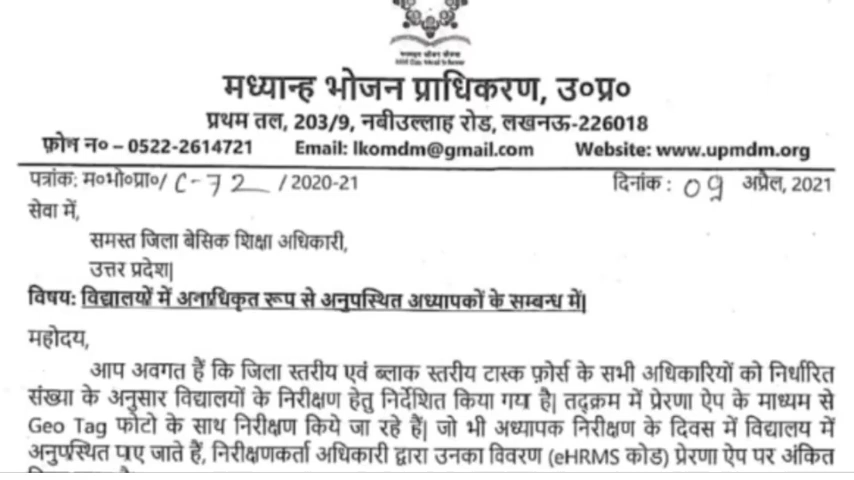 मध्यान्ह भोजन प्राधिकरण, उ०प्र०
प्रथम तल, 203/9, नबीउल्लाह रोड, लखनऊ-226018
फ़ोन न० – 0522-2614721 Email: lkomdm@gmail.com Website: www.upmdm.org
पत्रांक: म०भो०प्रा०/ C-72 /2020-21 दिनांक : 09 अप्रैल, 2021
सेवा में,
समस्त जिला बेसिक शिक्षा अधिकारी,
उत्तर प्रदेश|
विषय: विद्यालयों में अनाधिकृत रूप से अनुपस्थित अध्यापकों के सम्बन्ध में|
महोदय,
आप अवगत हैं कि जिला स्तरीय एवं ब्लाक स्तरीय टास्क फ़ोर्स के सभी अधिकारियों को निर्धारित
संख्या के अनुसार विद्यालयों के निरीक्षण हेतु निर्देशित किया गया है| तद्क्रम में प्रेरणा ऐप के माध्यम से
Geo Tag फोटो के साथ निरीक्षण किये जा रहे हैं| जो भी अध्यापक निरीक्षण के दिवस में विद्यालय में
अनुपस्थित पाए जाते हैं, निरीक्षणकर्ता अधिकारी द्वारा उनका विवरण (eHRMS कोड) प्रेरणा ऐप पर अंकित